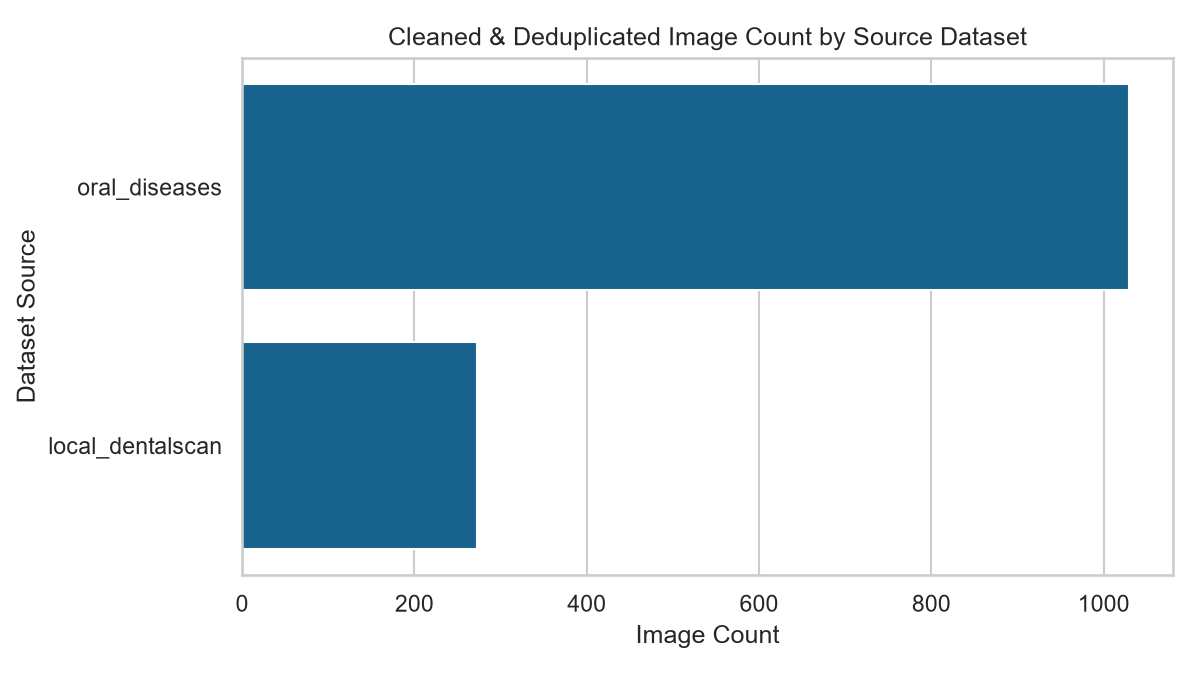 Cleaned & Deduplicated Image Count by Source Dataset
Dataset Source
oral_diseases
local_dentalscan
0 200 400 600 800 1000
Image Count